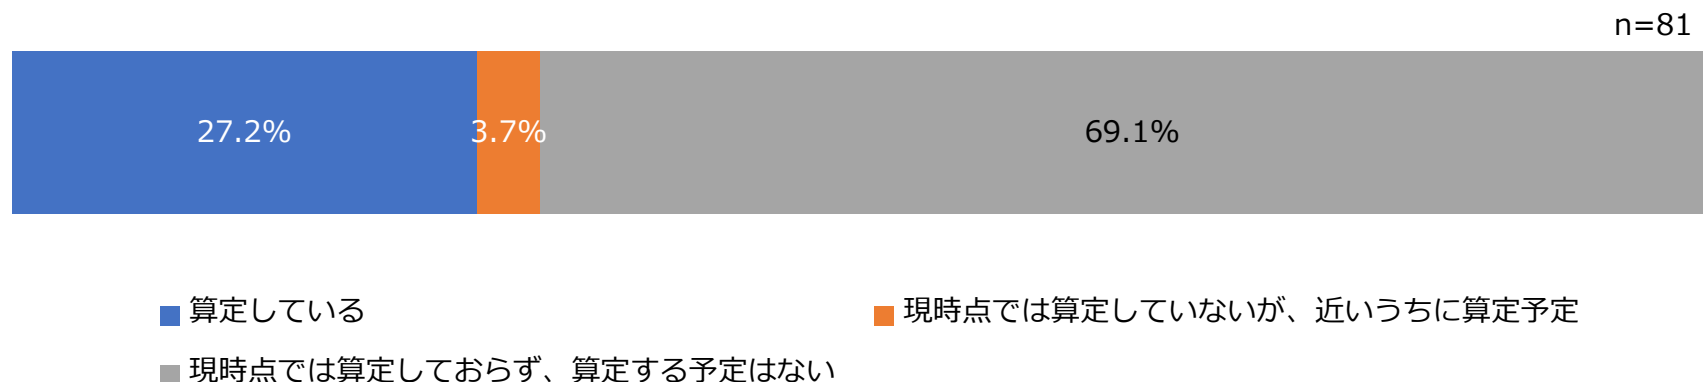 n=81
27.2% 3.7% 69.1%
算定している 現時点では算定していないが、近いうちに算定予定
現時点では算定しておらず、算定する予定はない